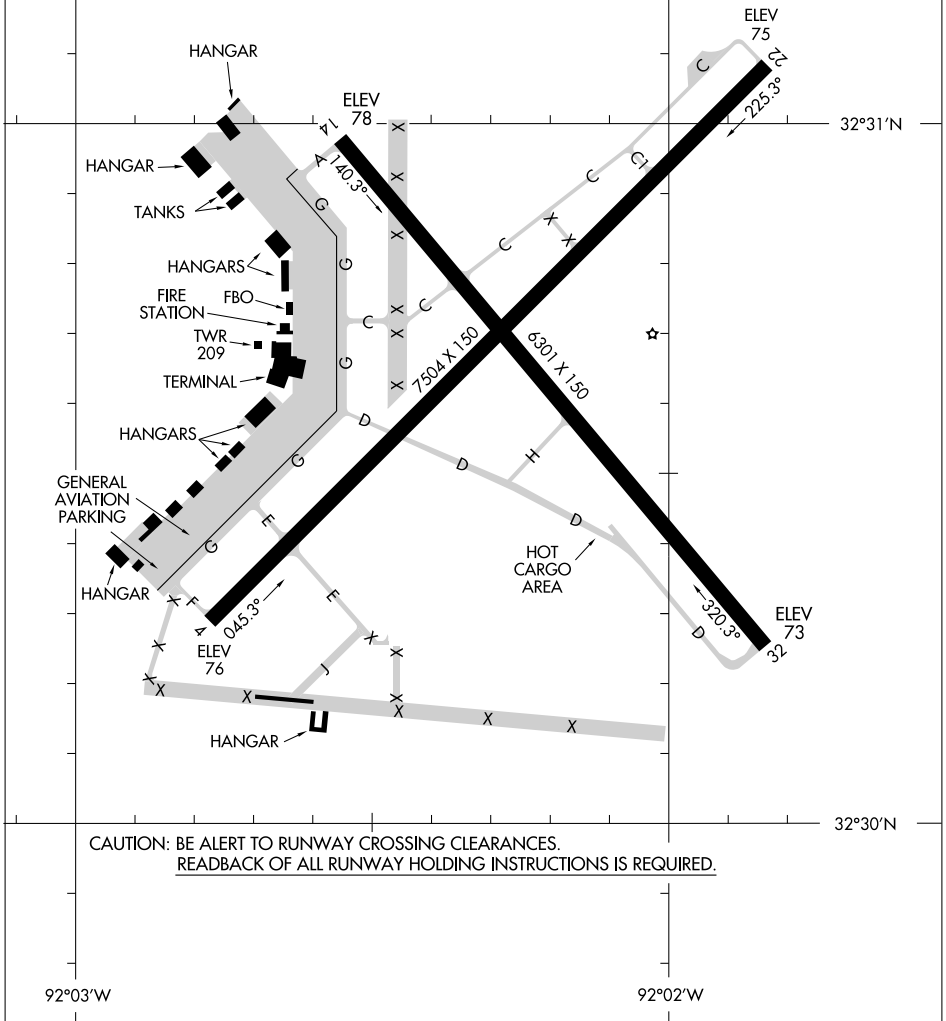 HANGAR
ELEV
75
22
C
225.3°
ELEV
78
14
X
32°31'N
A
140.3°
C1
HANGAR
X
C
G
TANKS
X
X
X
C
HANGARS
G
FIRE
STATION
FBO
X
C
C
X
TWR
209
7504 X 150
6301 X 150
G
TERMINAL
X
D
HANGARS
H
G
D
GENERAL
AVIATION
PARKING
E
D
G
HOT
CARGO
AREA
HANGAR
E
X
F
045.3°
320.3°
ELEV
73
D
4
32
ELEV
76
X
X
X
J
X
X
X
X
X
X
X
HANGAR
32°30'N
CAUTION: BE ALERT TO RUNWAY CROSSING CLEARANCES.
READBACK OF ALL RUNWAY HOLDING INSTRUCTIONS IS REQUIRED.
92°03'W
92°02'W